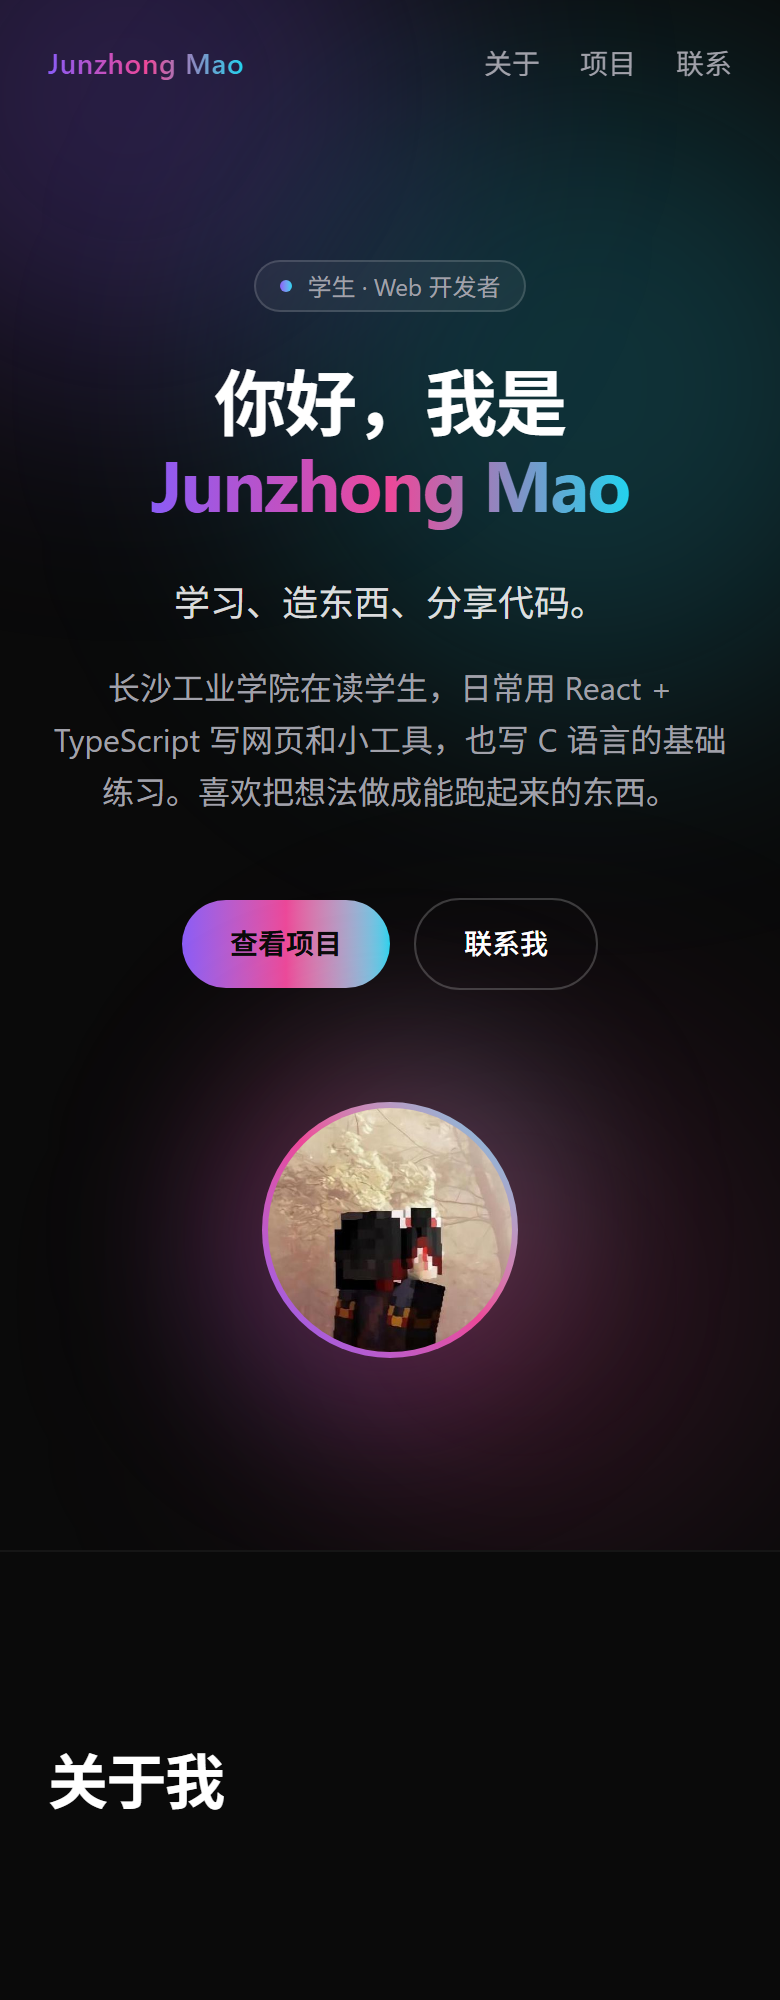 Junzhong Mao
关于 项目 联系
学生 · Web 开发者
你好，我是
Junzhong Mao
学习、造东西、分享代码。
长沙工业学院在读学生，日常用 React +
TypeScript 写网页和小工具，也写 C 语言的基础
练习。喜欢把想法做成能跑起来的东西。
查看项目 联系我
关于我